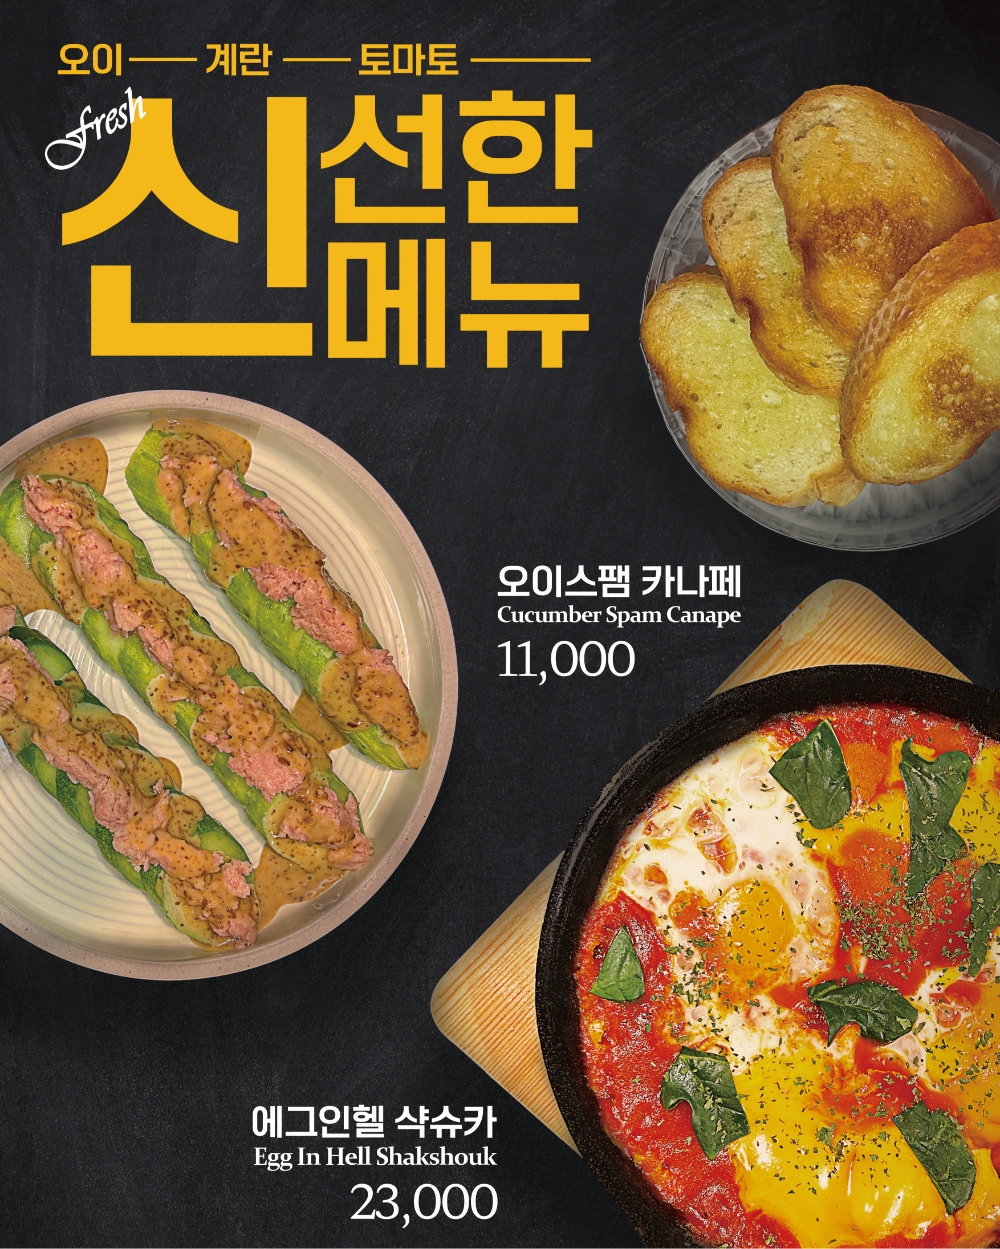 오이 계란 토마토
fresh
신선한
메뉴
오이스팸 카나페
Cucumber Spam Canape
11,000
에그인헬 샥슈카
Egg In Hell Shakshouk
23,000